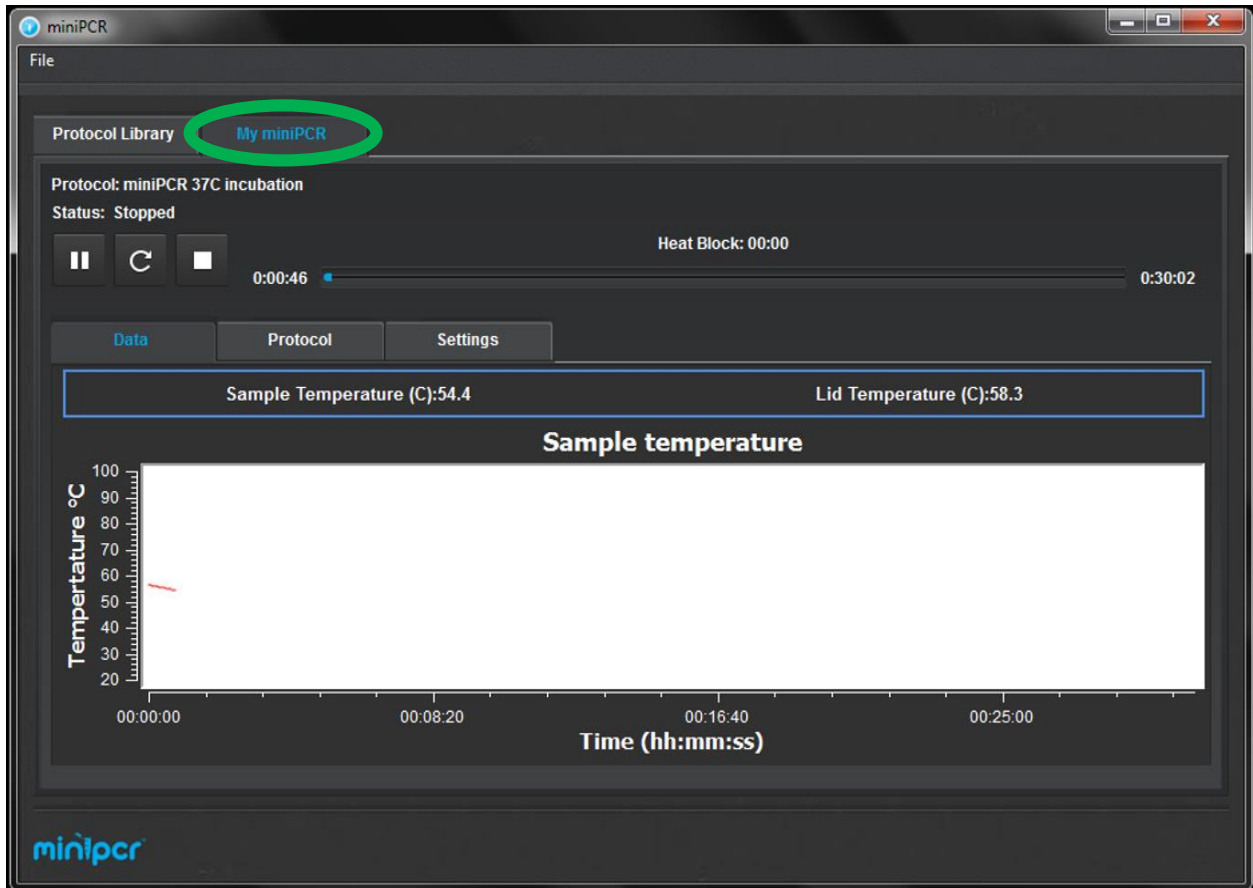 miniPCR
File
Protocol Library My miniPCR
Protocol: miniPCR 37C incubation
Status: Stopped
Heat Block: 00:00
0:00:46 0:30:02
Data Protocol Settings
Sample Temperature (C):54.4 Lid Temperature (C):58.3
Sample temperature
Tempertature ºC
100
90
80
70
60
50
40
30
20
00:00:00 00:08:20 00:16:40 00:25:00
Time (hh:mm:ss)
minipcr